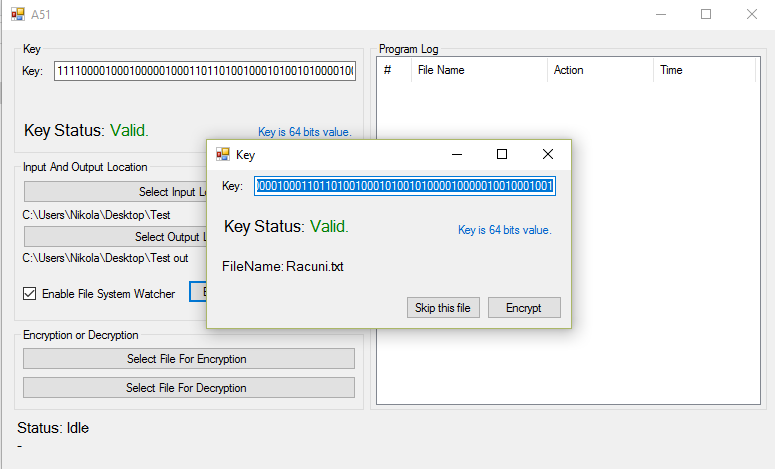 A51
Key
Key:
Key Status: Valid.
Key is 64 bits value.
Input And Output Location
Select Input Lo
C:\Users\Nikola\Desktop\Test
Select Output L
C:\Users\Nikola\Desktop\Test out
Enable File System Watcher
Encryption or Decryption
Select File For Encryption
Select File For Decryption
Status: Idle
-
Program Log
# File Name Action Time
Key
Key:
Key Status: Valid.
Key is 64 bits value.
FileName: Racuni.txt
Skip this file Encrypt